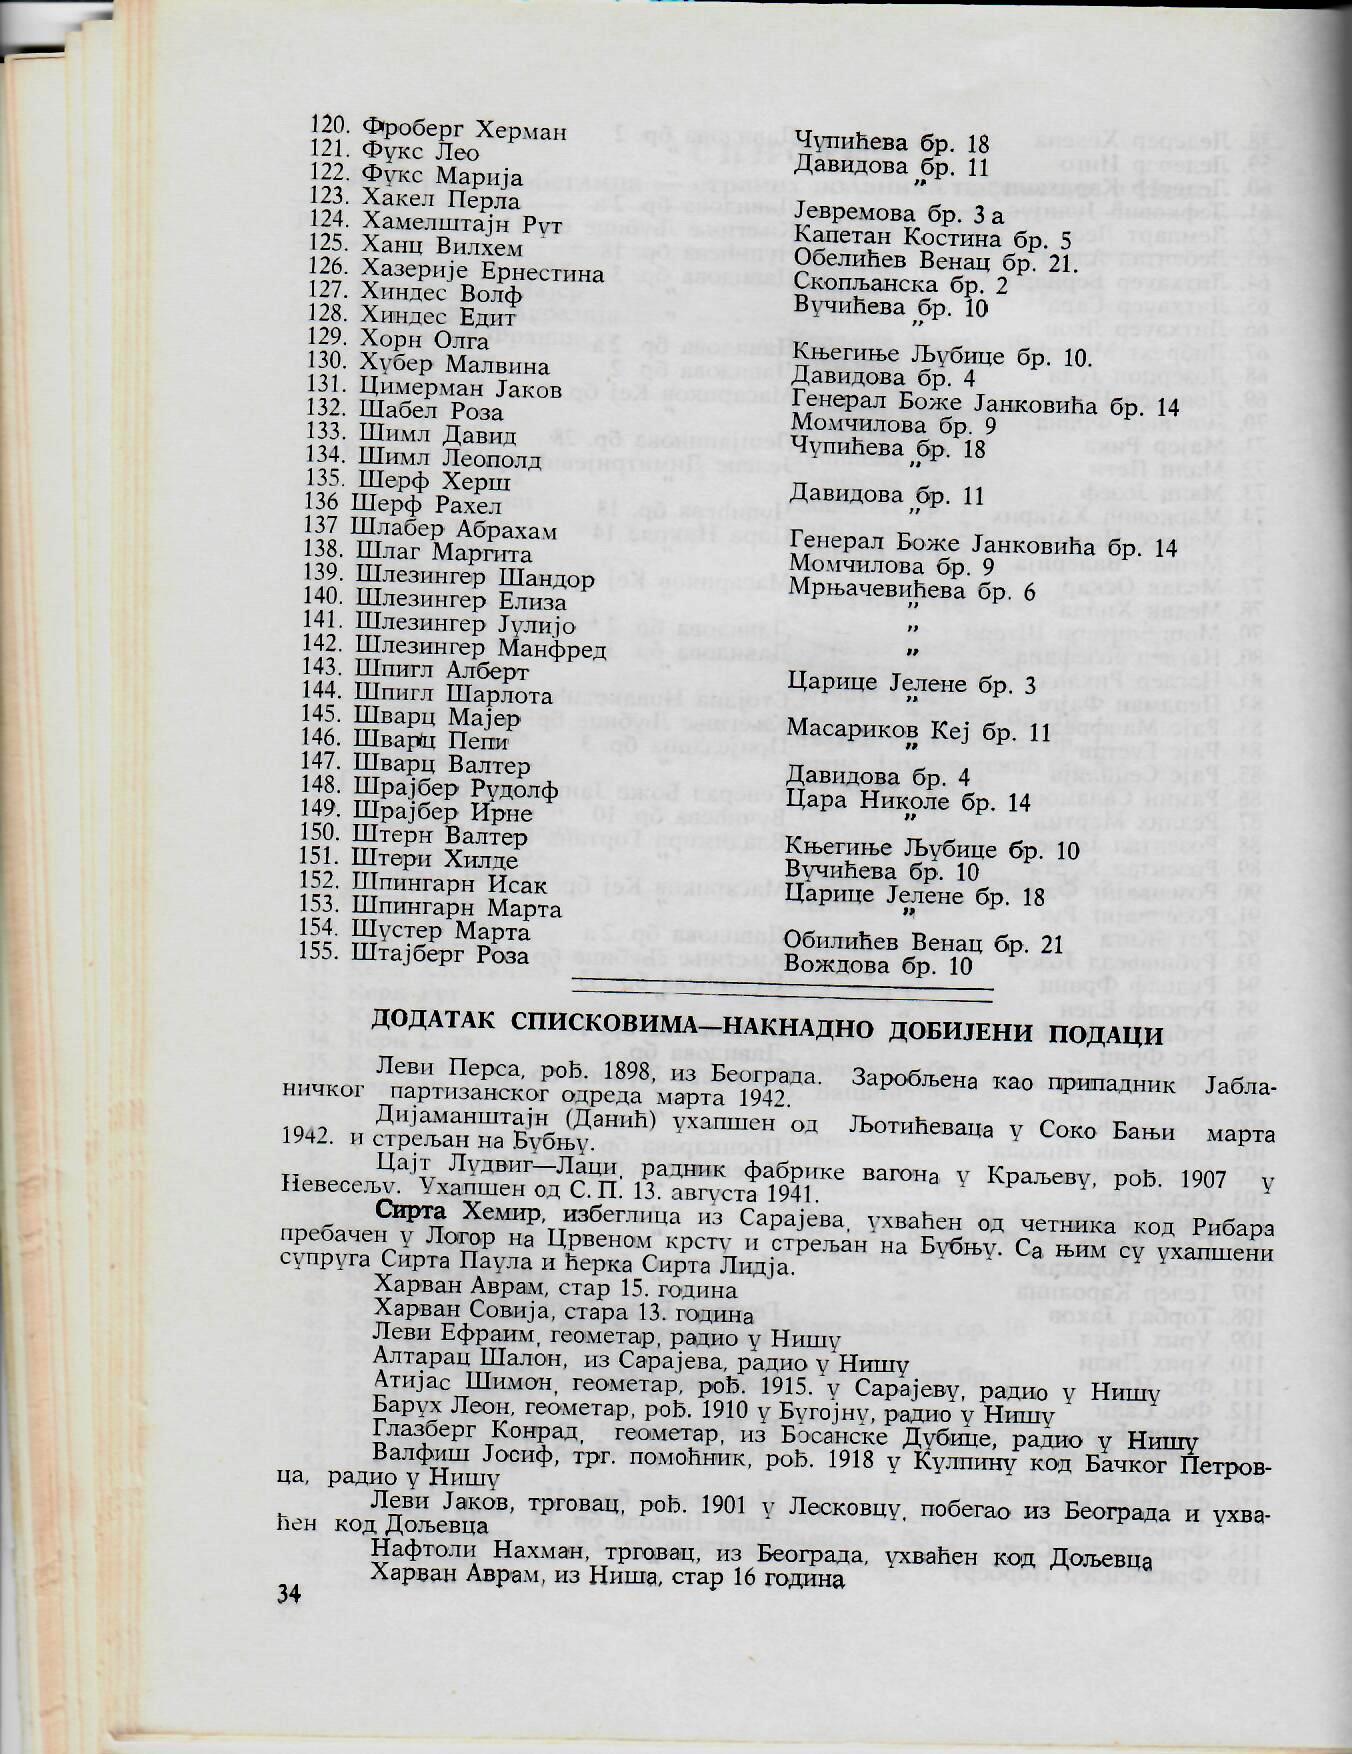 120. Фроберг Херман Чупићева бр. 18
121. Фукс Лео Давидова бр. 11
122. Фукс Марија „
123. Хакел Перла Јевремова бр. 3 а
124. Хамелштајн Рут Капетан Костина бр. 5
125. Ханц Вилхем Обелићев Венац бр. 21.
126. Хазерије Ернестина Скопљанска бр. 2
127. Хиндес Волф Вучићева бр. 10
128. Хиндес Едит „
129. Хорн Олга Књегиње Љубице бр. 10.
130. Хубер Малвина Давидова бр. 4
131. Цимерман Јаков Генерал Боже Јанковића бр. 14
132. Шабел Роза Момчилова бр. 9
133. Шимл Давид Чупићева бр. 18
134. Шимл Леополд „
135. Шерф Херш Давидова бр. 11
136 Шерф Рахел „
137 Шлабер Абрахам Генерал Боже Јанковића бр. 14
138. Шлаг Маргита Момчилова бр. 9
139. Шлезингер Шандор Мрњачевићева бр. 6
140. Шлезингер Елиза „
141. Шлезингер Јулијо „
142. Шлезингер Манфред „
143. Шпигл Алберт Царице Јелене бр. 3
144. Шпигл Шарлота „
145. Шварц Мајер Масариков Кеј бр. 11
146. Шварц Пепи „
147. Шварц Валтер Давидова бр. 4
148. Шрајбер Рудолф Цара Николе бр. 14
149. Шрајбер Ирне „
150. Штерн Валтер Књегиње Љубице бр. 10
151. Штери Хилде Вучићева бр. 10
152. Шпингарн Исак Царице Јелене бр. 18
153. Шпингарн Марта „
154. Шустер Марта Обилићев Венац бр. 21
155. Штајберг Роза Вождова бр. 10
ДОДАТАК СПИСКОВИМА—НАКНАДНО ДОБИЈЕНИ ПОДАЦИ
Леви Перса, рођ. 1898, из Београда. Заробљена као припадник Јабла-
ничког партизанског одреда марта 1942.
Дијаманштајн (Данић) ухапшен од Љотићеваца у Соко Бањи марта
1942. и стрељан на Бубњу.
Цајт Лудвиг—Лаци, радник фабрике вагона у Краљеву, рођ. 1907 у
Невесељу. Ухапшен од С. П. 13. августа 1941.
Сирта Хемир, избеглица из Сарајева, ухваћен од четника код Рибара
пребачен у Логор на Црвеном крсту и стрељан на Бубњу. Са њим су ухапшени
супруга Сирта Паула и ћерка Сирта Лидја.
Харван Аврам, стар 15. година
Харван Совија, стара 13. година
Леви Ефраим, геометар, радио у Нишу
Алтарац Шалон, из Сарајева, радио у Нишу
Атијас Шимон, геометар, рођ. 1915. у Сарајеву, радио у Нишу
Барух Леон, геометар, рођ. 1910 у Бугојну, радио у Нишу
Глазберг Конрад, геометар, из Босанске Дубице, радио у Нишу
Валфиш Јосиф, трг. помоћник, рођ. 1918 у Кулпину код Бачког Петров-
ца, радио у Нишу
Леви Јаков, трговац, рођ. 1901 у Лесковцу, побегао из Београда и ухва-
ћен код Дољевца
Нафтоли Нахман, трговац, из Београда, ухваћен код Дољевца
Харван Аврам, из Ниша, стар 16 година
34